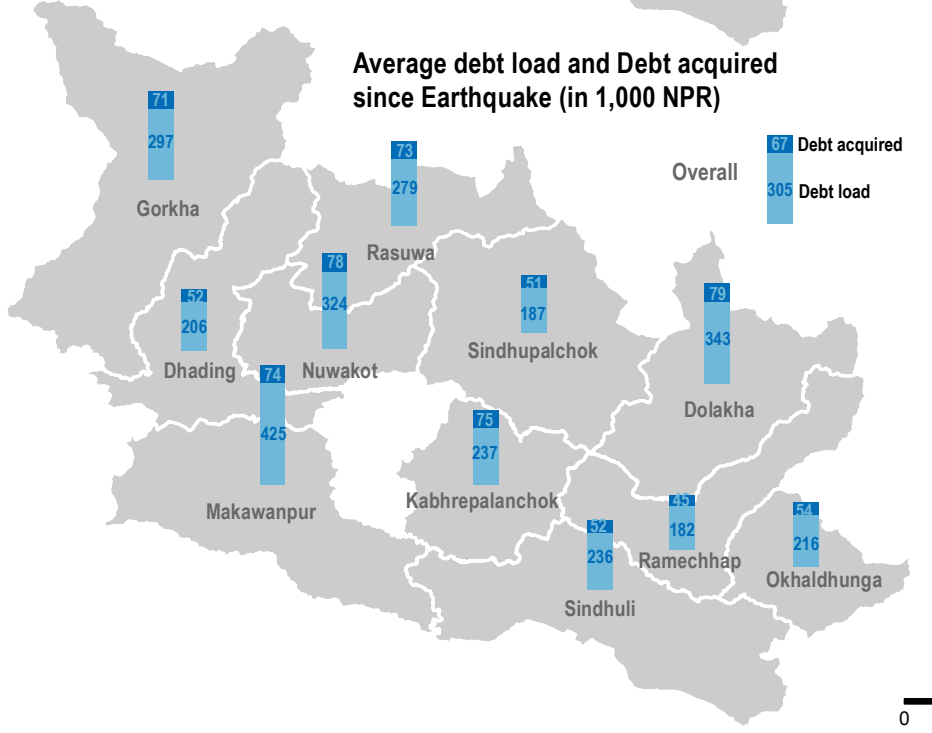 Average debt load and Debt acquired
since Earthquake (in 1,000 NPR)
71
297
Gorkha
73
279
Rasuwa
Overall
67 Debt acquired
305 Debt load
78
324
Nuwakot
52
206
Dhading
51
187
Sindhupalchok
79
343
Dolakha
74
425
Makawanpur
75
237
Kabhrepalanchok
45
182
Ramechhap
54
216
Okhaldhunga
52
236
Sindhuli
0